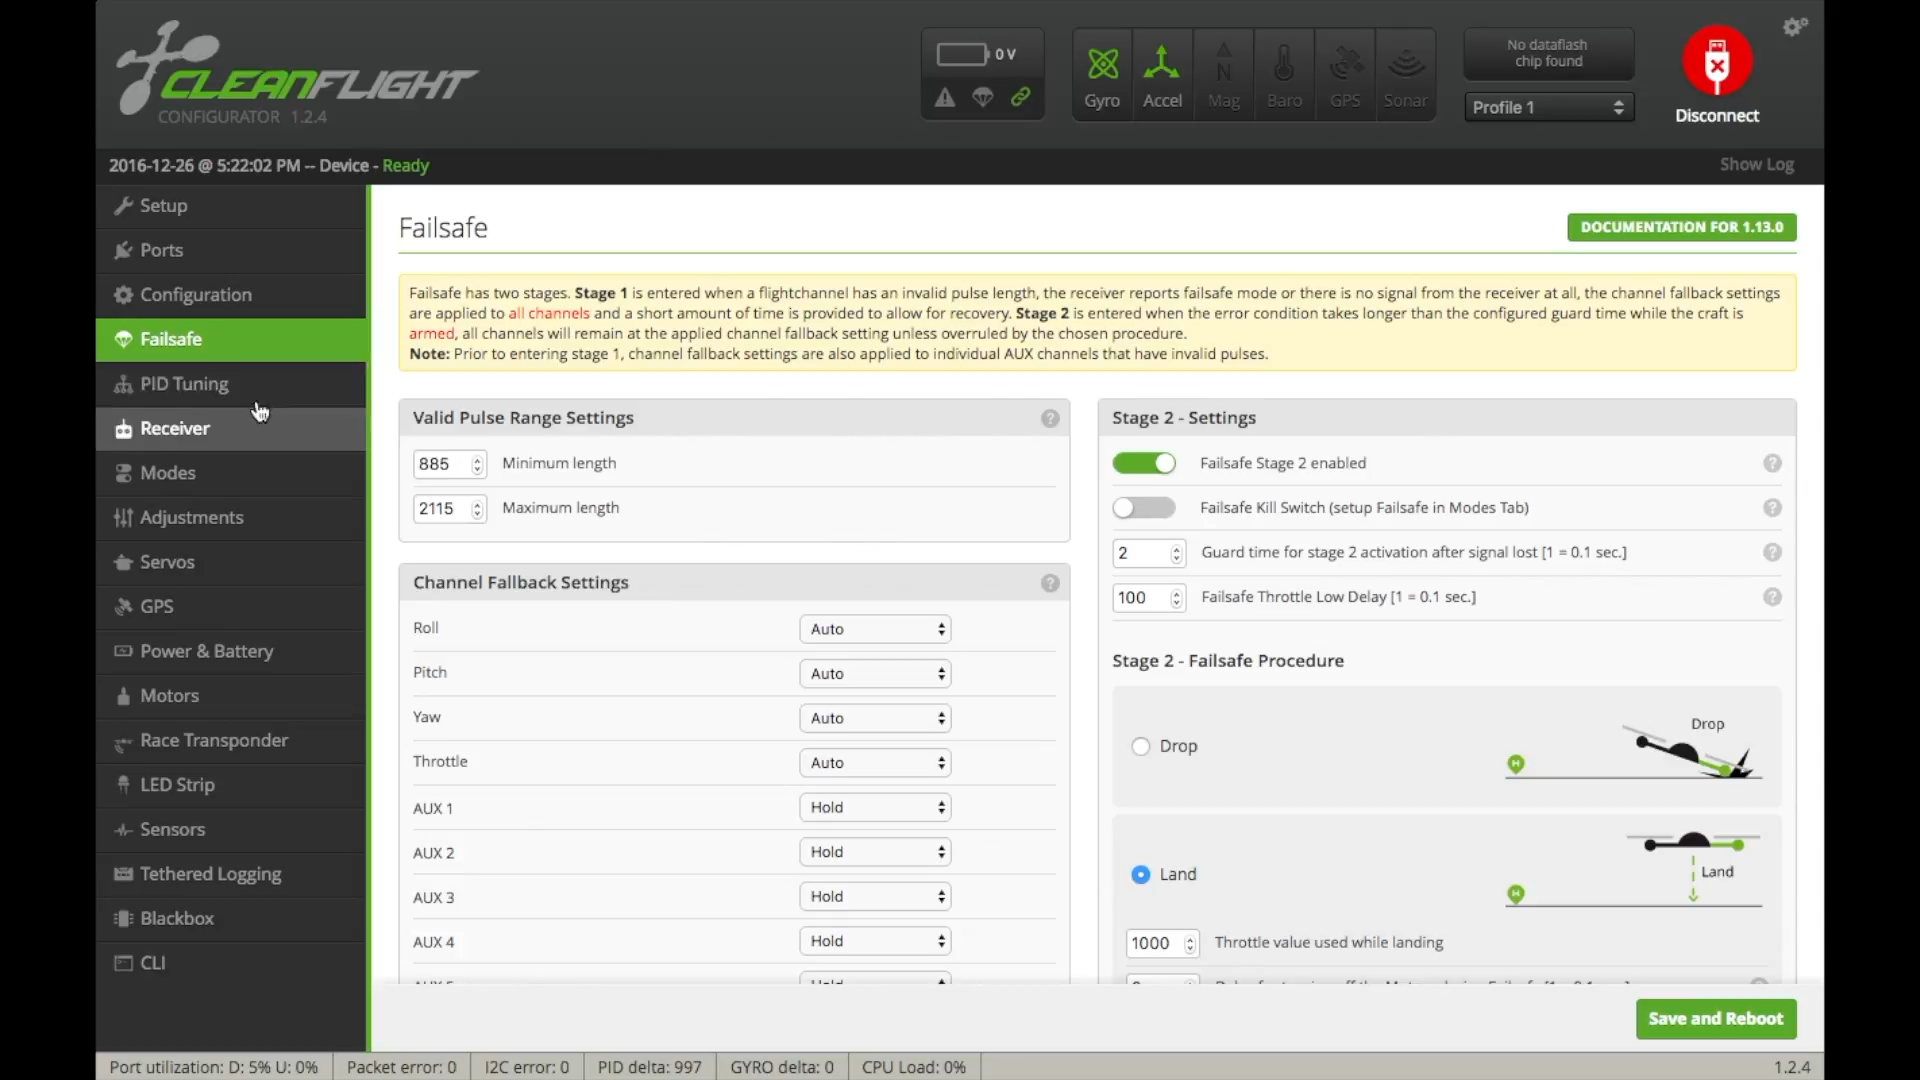 CLEANFLIGHT
CONFIGURATOR 1.2.4
0 V
Gyro
Accel
Mag
Baro
GPS
Sonar
No dataflash
chip found
Profile 1
Disconnect
2016-12-26 @ 5:22:02 PM -- Device - Ready
Show Log
Setup
Ports
Configuration
Failsafe
PID Tuning
Receiver
Modes
Adjustments
Servos
GPS
Power & Battery
Motors
Race Transponder
LED Strip
Sensors
Tethered Logging
Blackbox
CLI
Failsafe
DOCUMENTATION FOR 1.13.0
Failsafe has two stages. Stage 1 is entered when a flightchannel has an invalid pulse length, the receiver reports failsafe mode or there is no signal from the receiver at all, the channel fallback settings
are applied to all channels and a short amount of time is provided to allow for recovery. Stage 2 is entered when the error condition takes longer than the configured guard time while the craft is
armed, all channels will remain at the applied channel fallback setting unless overruled by the chosen procedure.
Note: Prior to entering stage 1, channel fallback settings are also applied to individual AUX channels that have invalid pulses.
Valid Pulse Range Settings
885 Minimum length
2115 Maximum length
Channel Fallback Settings
Roll Auto
Pitch Auto
Yaw Auto
Throttle Auto
AUX 1 Hold
AUX 2 Hold
AUX 3 Hold
AUX 4 Hold
Stage 2 - Settings
Failsafe Stage 2 enabled
Failsafe Kill Switch (setup Failsafe in Modes Tab)
2 Guard time for stage 2 activation after signal lost [1 = 0.1 sec.]
100 Failsafe Throttle Low Delay [1 = 0.1 sec.]
Stage 2 - Failsafe Procedure
Drop
Drop
Land
Land
1000 Throttle value used while landing
Save and Reboot
Port utilization: D: 5% U: 0%
Packet error: 0
I2C error: 0
PID delta: 997
GYRO delta: 0
CPU Load: 0%
1.2.4